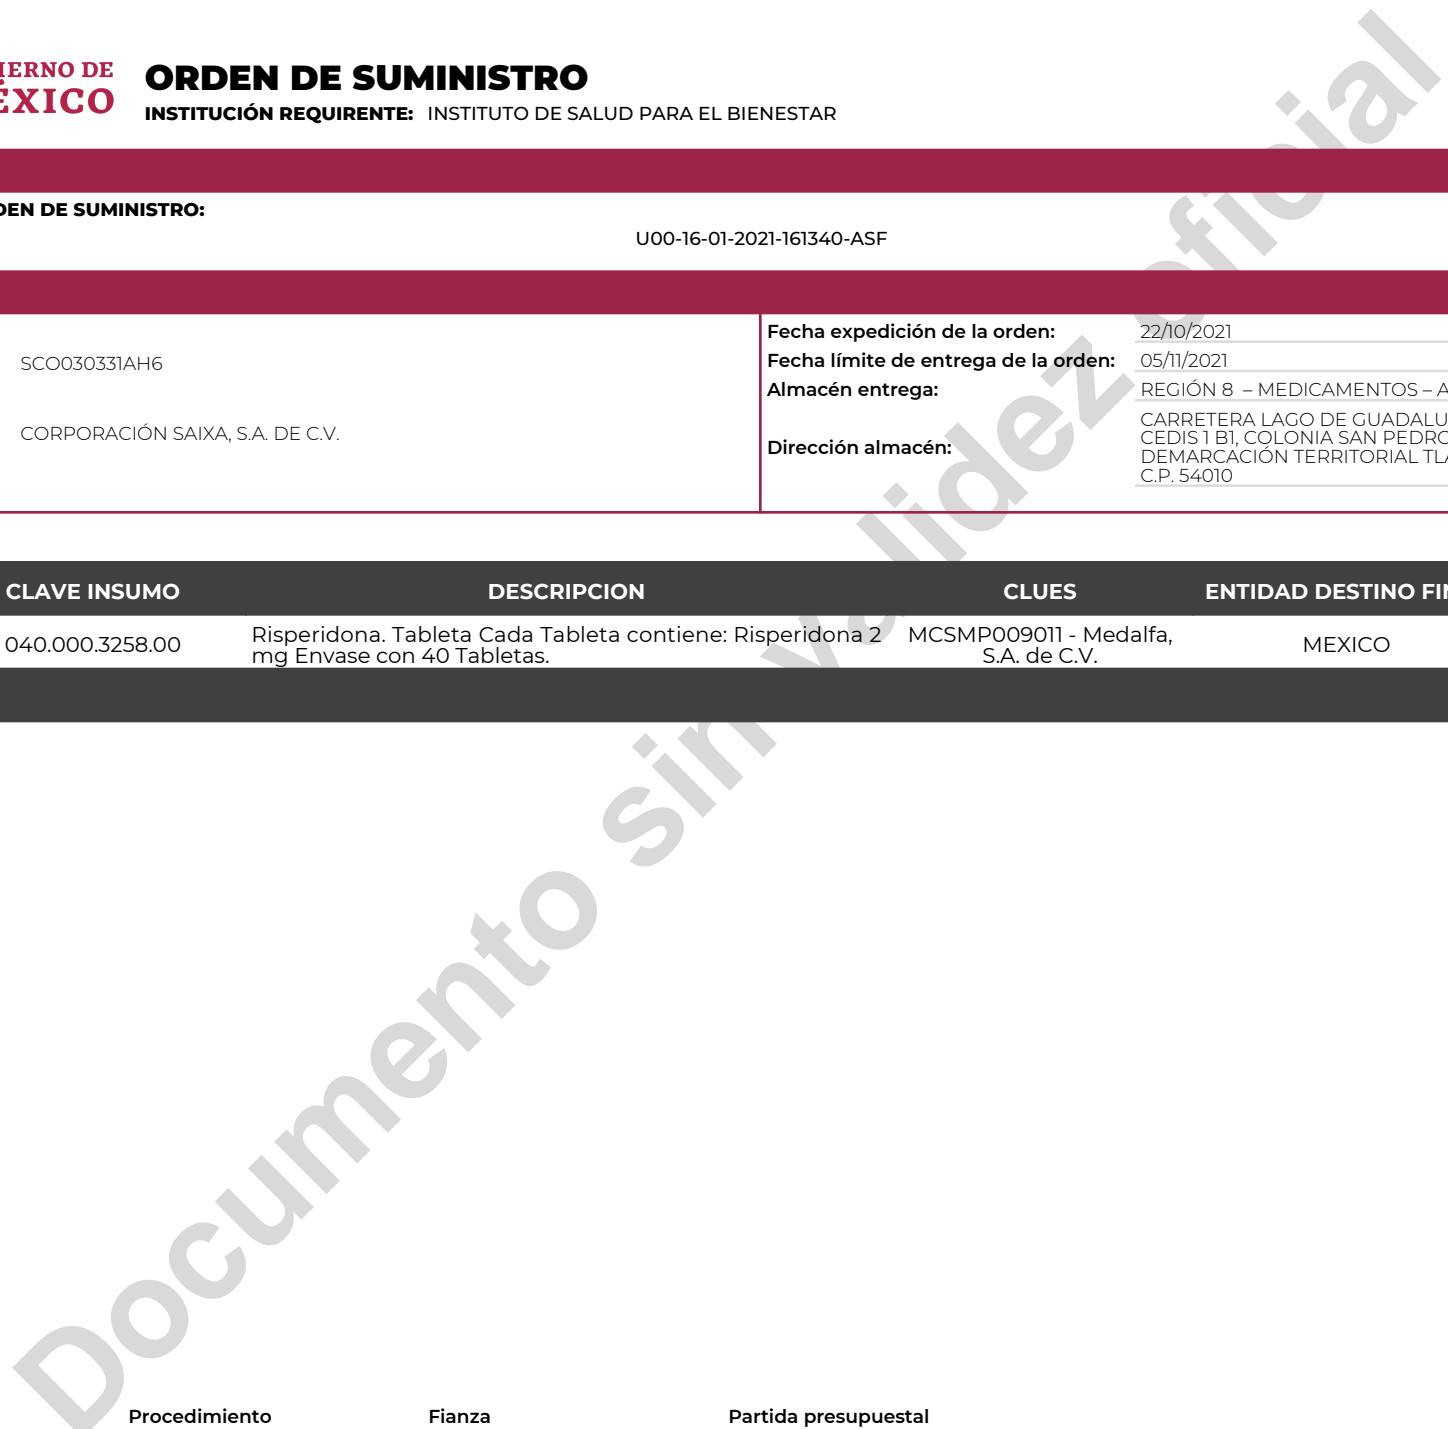 IERNO DE
ÉXICO
ORDEN DE SUMINISTRO
INSTITUCIÓN REQUIRENTE: INSTITUTO DE SALUD PARA EL BIENESTAR
DEN DE SUMINISTRO:
U00-16-01-2021-161340-ASF
SCO030331AH6
CORPORACIÓN SAIXA, S.A. DE C.V.
Fecha expedición de la orden: 22/10/2021
Fecha límite de entrega de la orden: 05/11/2021
Almacén entrega: REGIÓN 8 – MEDICAMENTOS – A
Dirección almacén: CARRETERA LAGO DE GUADALU
CEDIS 1 B1, COLONIA SAN PEDRO
DEMARCACIÓN TERRITORIAL TLA
C.P. 54010
CLAVE INSUMO DESCRIPCION CLUES ENTIDAD DESTINO FIN
040.000.3258.00 Risperidona. Tableta Cada Tableta contiene: Risperidona 2 MCSMP009011 - Medalfa, MEXICO
mg Envase con 40 Tabletas. S.A. de C.V.
Documento sin validez oficial
Procedimiento Fianza Partida presupuestal